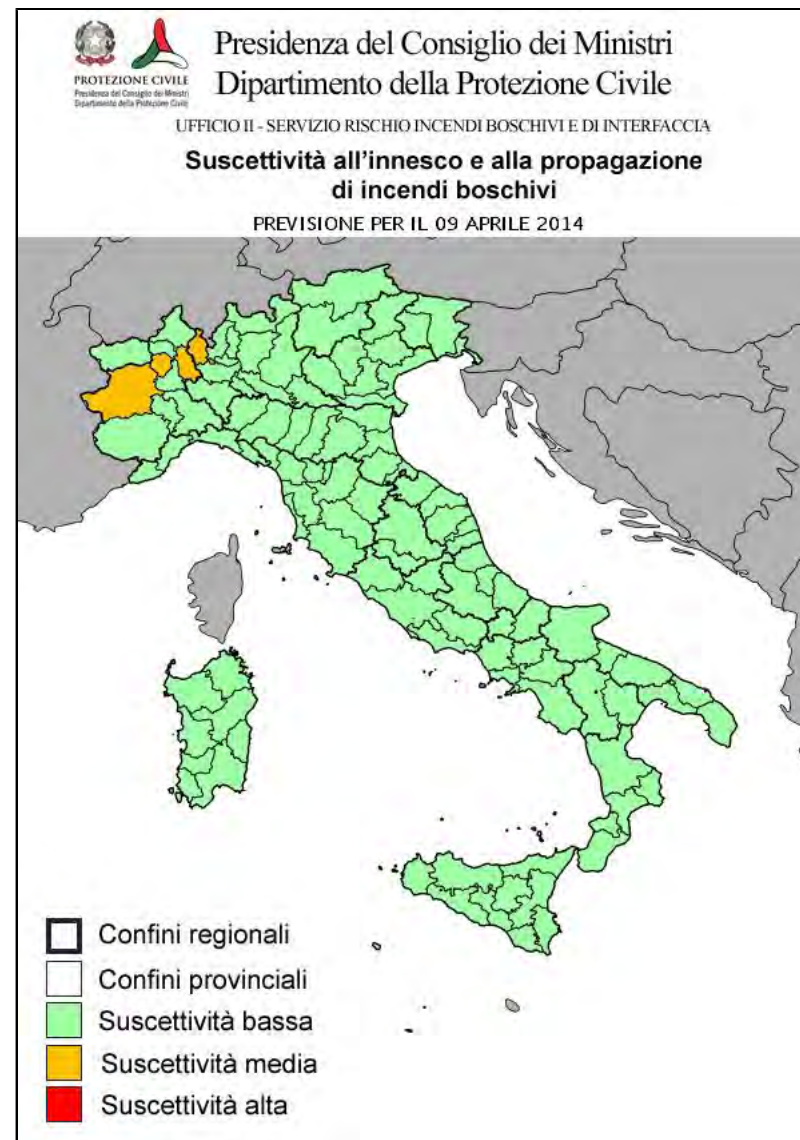 PROTEZIONE CIVILE
Presidenza del Consiglio dei Ministri
Dipartimento della Protezione Civile
Presidenza del Consiglio dei Ministri
Dipartimento della Protezione Civile
UFFICIO II - SERVIZIO RISCHIO INCENDI BOSCHIVI E DI INTERFACCIA
Suscettività all'innesco e alla propagazione
di incendi boschivi
PREVISIONE PER IL 09 APRILE 2014
Confini regionali
Confini provinciali
Suscettività bassa
Suscettività media
Suscettività alta